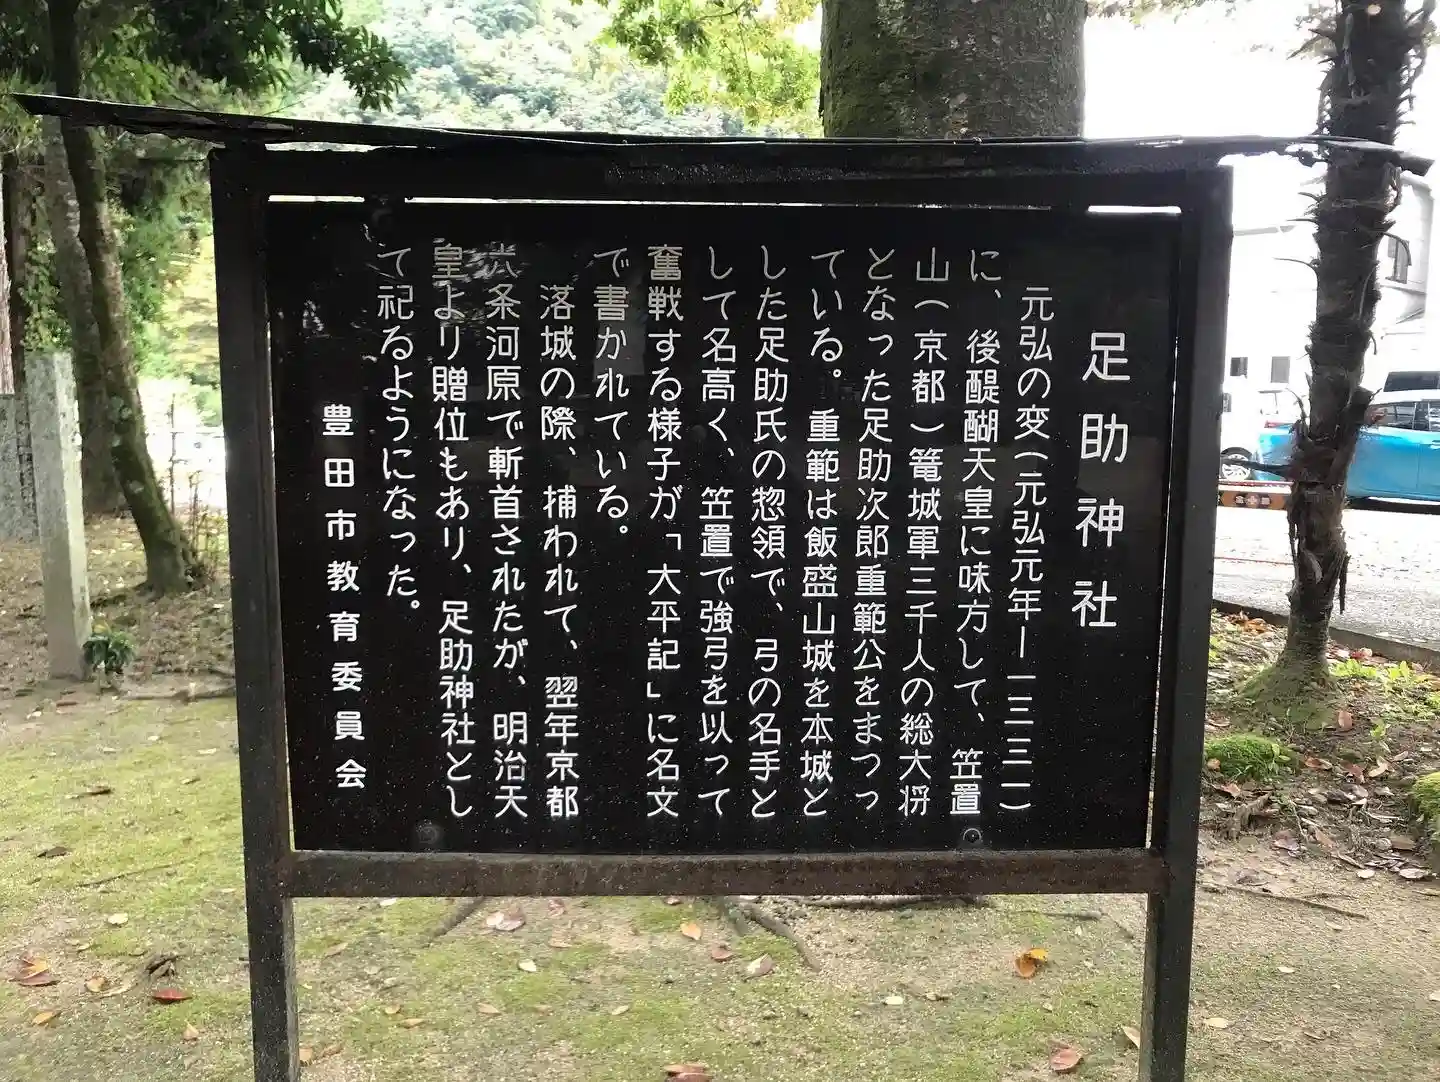 足助神社
元弘の変(元弘元年ー一三三一)
に、後醍醐天皇に味方して、笠置
山(京都)篭城軍三千人の総大将
となった足助次郎重範公をまつっ
ている。重範は飯盛山城を本城と
した足助氏の惣領で、弓の名手と
して名高く、笠置で強弓を以って
奮戦する様子が「大平記」に名文
で書かれている。
落城の際、捕われて、翌年京都
六条河原で斬首されたが、明治天
皇より贈位もあり、足助神社とし
て祀るようになった。
豊田市教育委員会